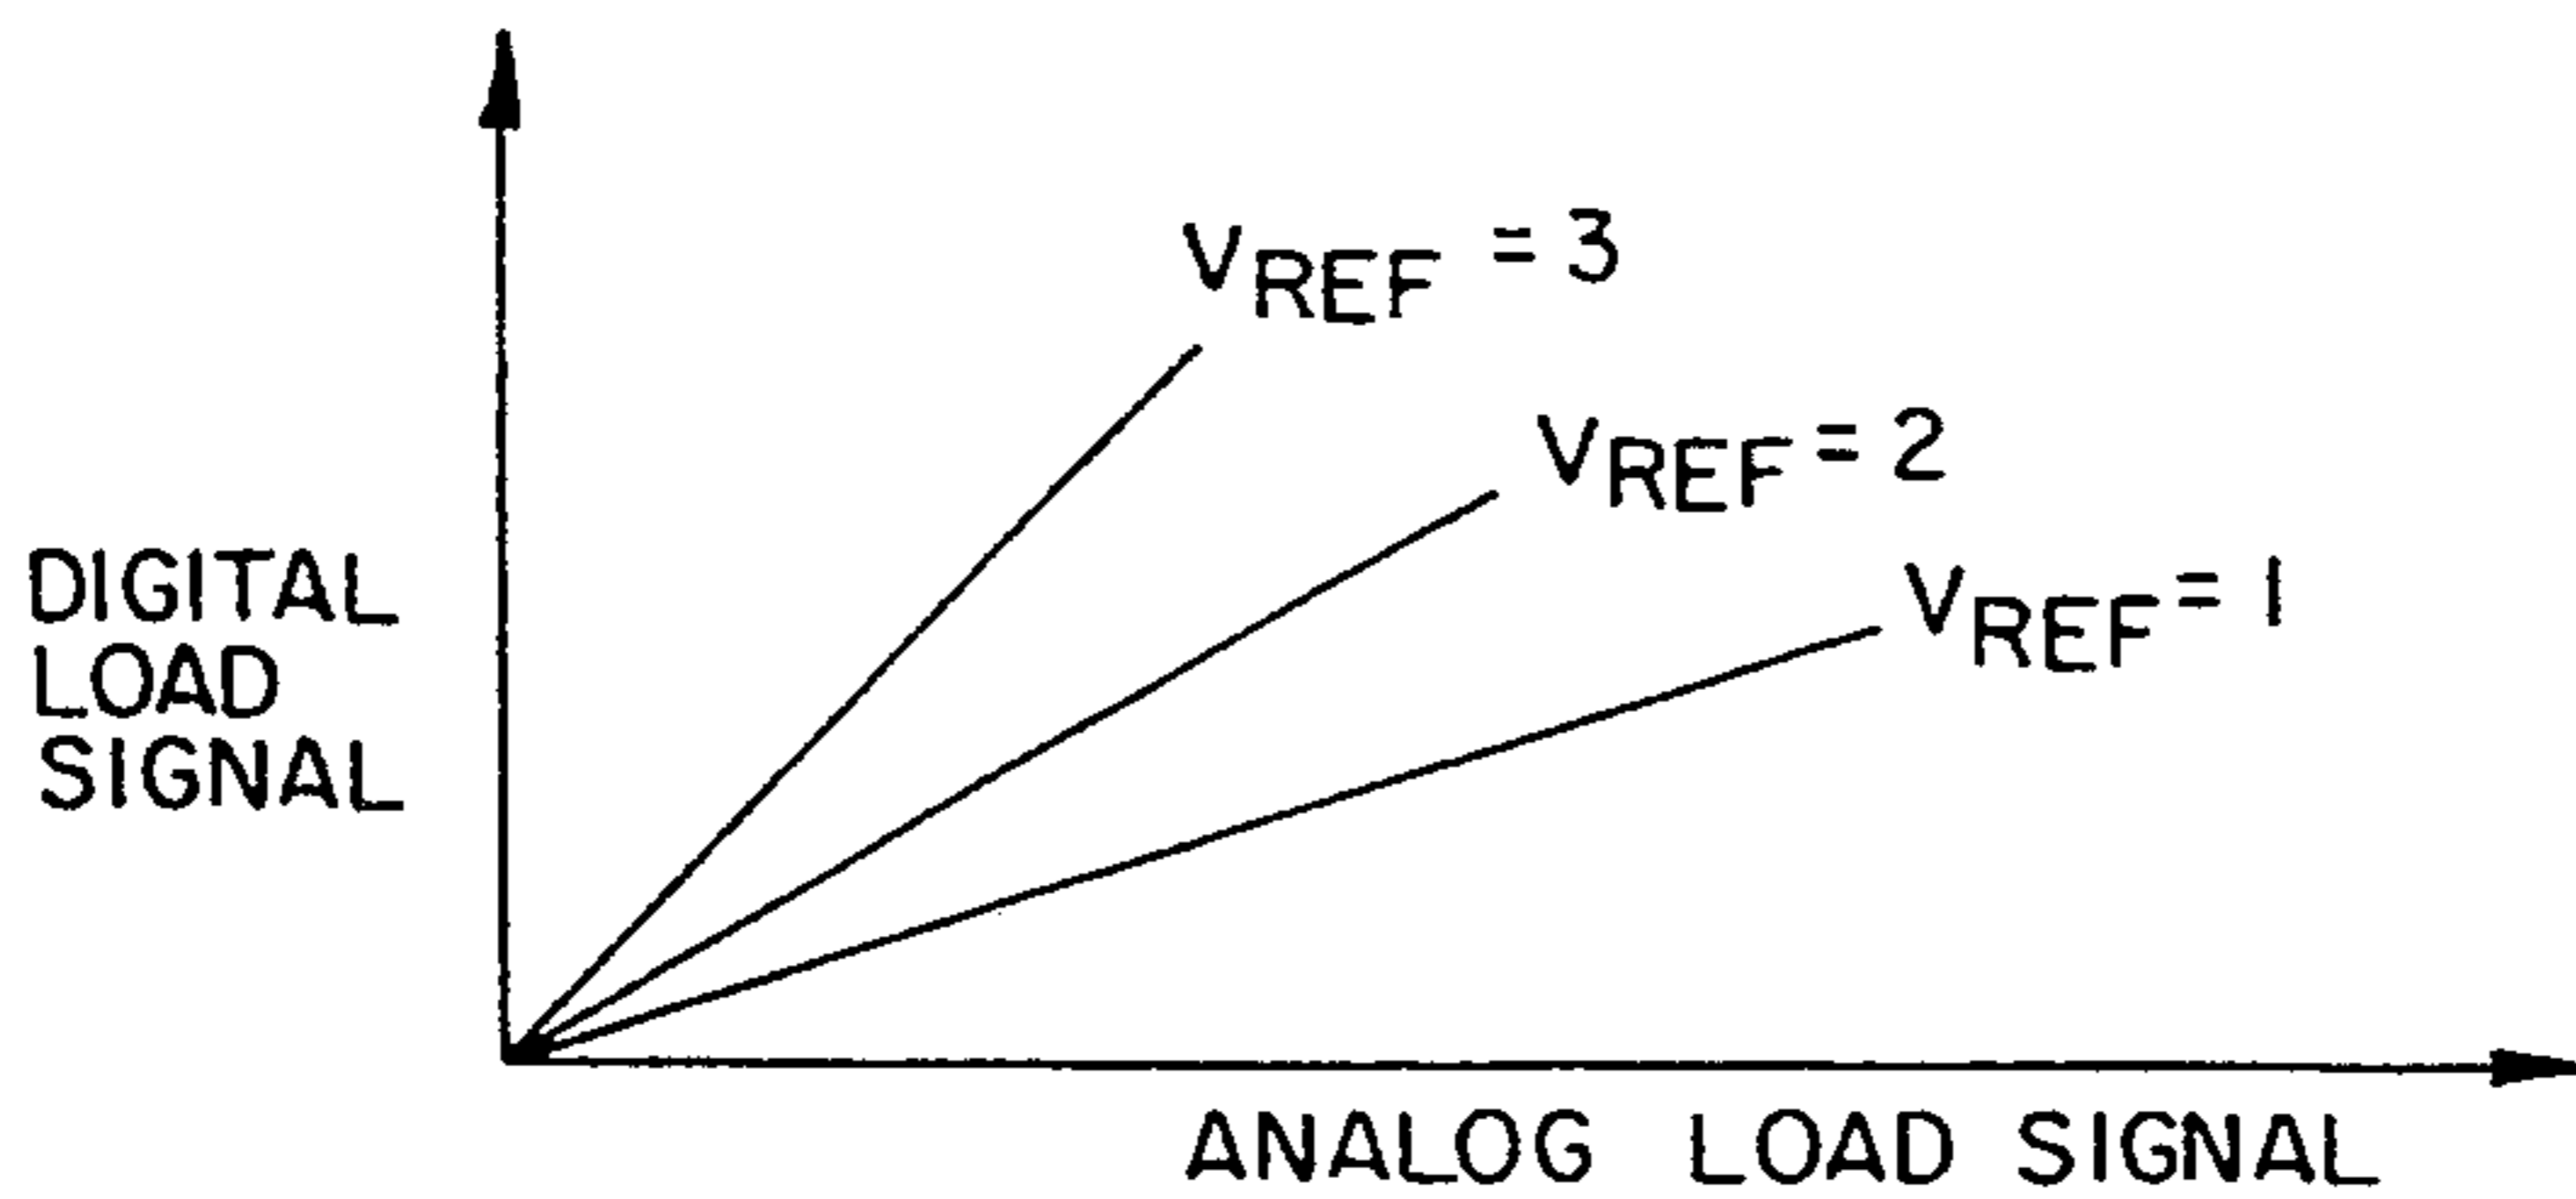 VREF = 3
VREF = 2
VREF = 1
DIGITAL
LOAD
SIGNAL
ANALOG LOAD SIGNAL